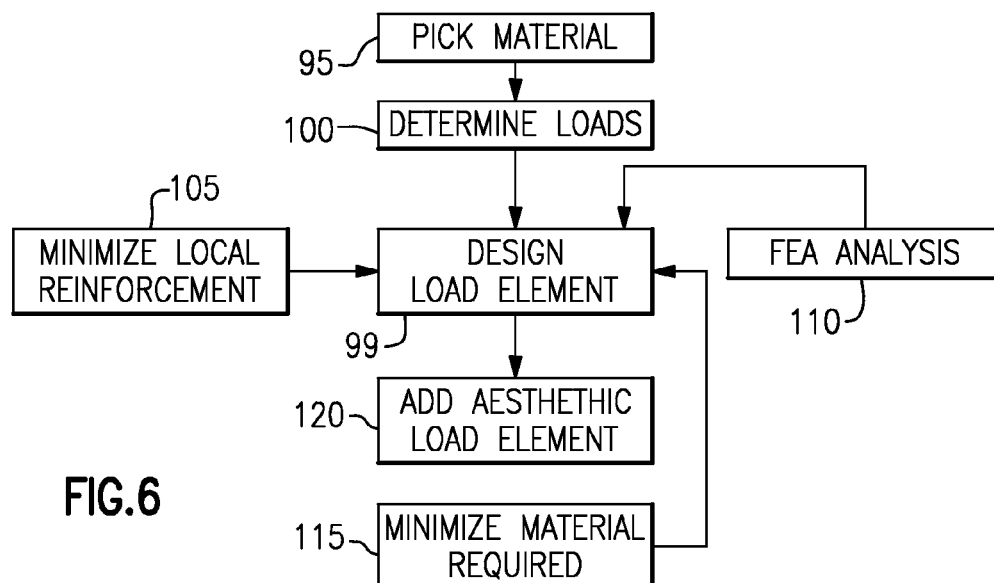 PICK MATERIAL
95
DETERMINE LOADS
100
105
MINIMIZE LOCAL
REINFORCEMENT
DESIGN
LOAD ELEMENT
99
FEA ANALYSIS
110
ADD AESTHETHIC
LOAD ELEMENT
120
FIG.6
MINIMIZE MATERIAL
REQUIRED
115